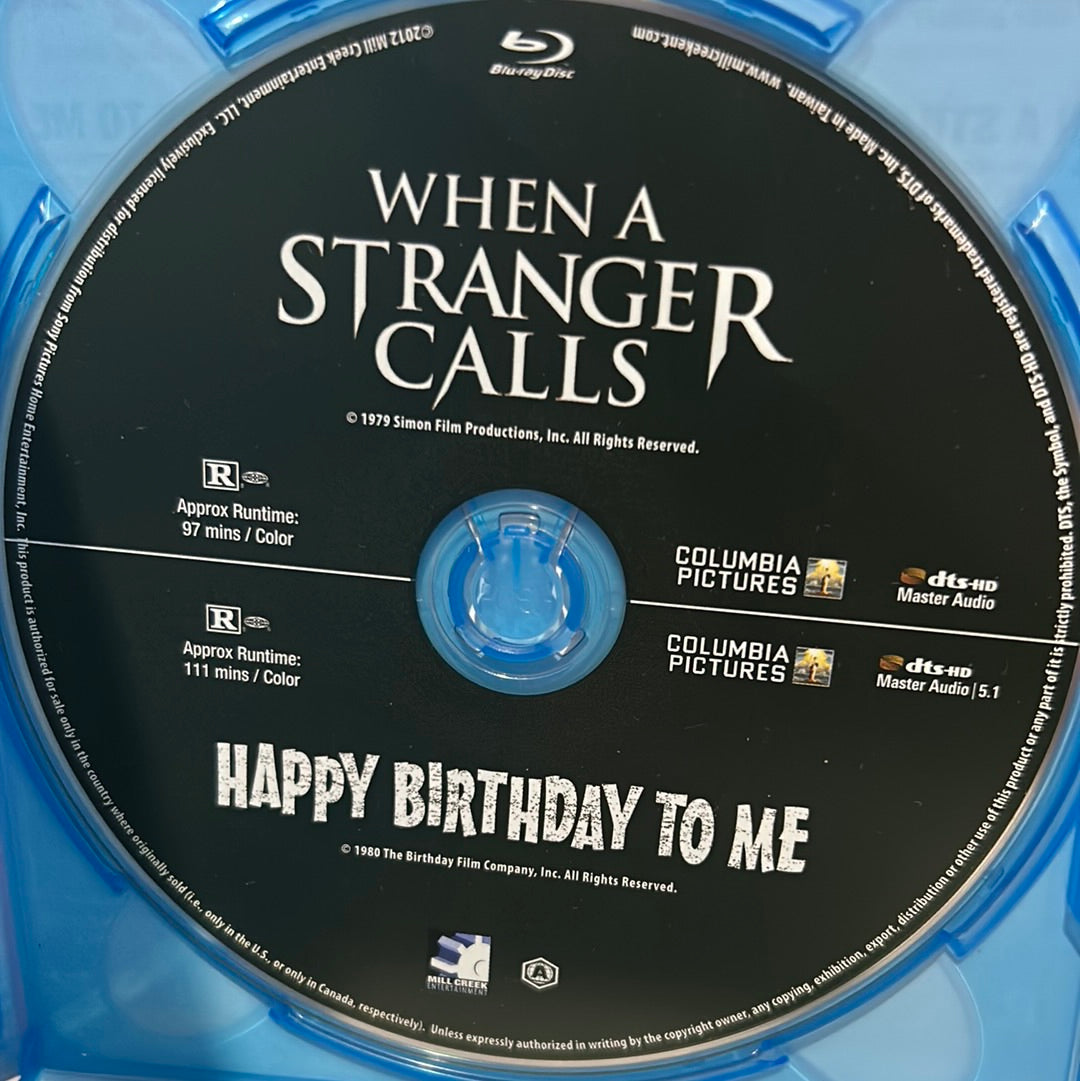 Blu-ray Disc
WHEN A
STRANGER
CALLS
© 1979 Simon Film Productions, Inc. All Rights Reserved.
R
Approx Runtime:
97 mins / Color
COLUMBIA
PICTURES
dts-HD
Master Audio
R
Approx Runtime:
111 mins / Color
COLUMBIA
PICTURES
dts-HD
Master Audio|5.1
HAPPY BIRTHDAY TO ME
© 1980 The Birthday Film Company, Inc. All Rights Reserved.
MILL CREEK
ENTERTAINMENT
A
©2012 Mill Creek Entertainment, LLC. Exclusively licensed for distribution from Sony Pictures Home Entertainment, Inc. This product is authorized for sale only in the country where originally sold (i.e., only in the U.S., or only in Canada, respectively). Unless expressly authorized in writing by the copyright owner, any copying, exhibition, export, distribution or other use of this product or any part of it is strictly prohibited. DTS, the Symbol, and DTS-HD are registered trademarks of DTS, Inc. Made in Taiwan. www.millcreekent.com